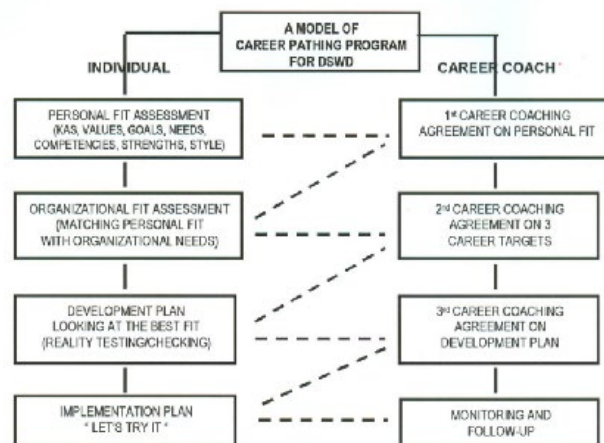 A MODEL OF
CAREER PATHING PROGRAM
FOR DSWD
INDIVIDUAL
CAREER COACH
PERSONAL FIT ASSESSMENT
(KAS, VALUES, GOALS, NEEDS,
COMPETENCIES, STRENGTHS, STYLE)
1st CAREER COACHING
AGREEMENT ON PERSONAL FIT
ORGANIZATIONAL FIT ASSESSMENT
(MATCHING PERSONAL FIT
WITH ORGANIZATIONAL NEEDS)
2nd CAREER COACHING
AGREEMENT ON 3
CAREER TARGETS
DEVELOPMENT PLAN
LOOKING AT THE BEST FIT
(REALITY TESTING/CHECKING)
3rd CAREER COACHING
AGREEMENT ON
DEVELOPMENT PLAN
IMPLEMENTATION PLAN
" LET'S TRY IT "
MONITORING AND
FOLLOW-UP